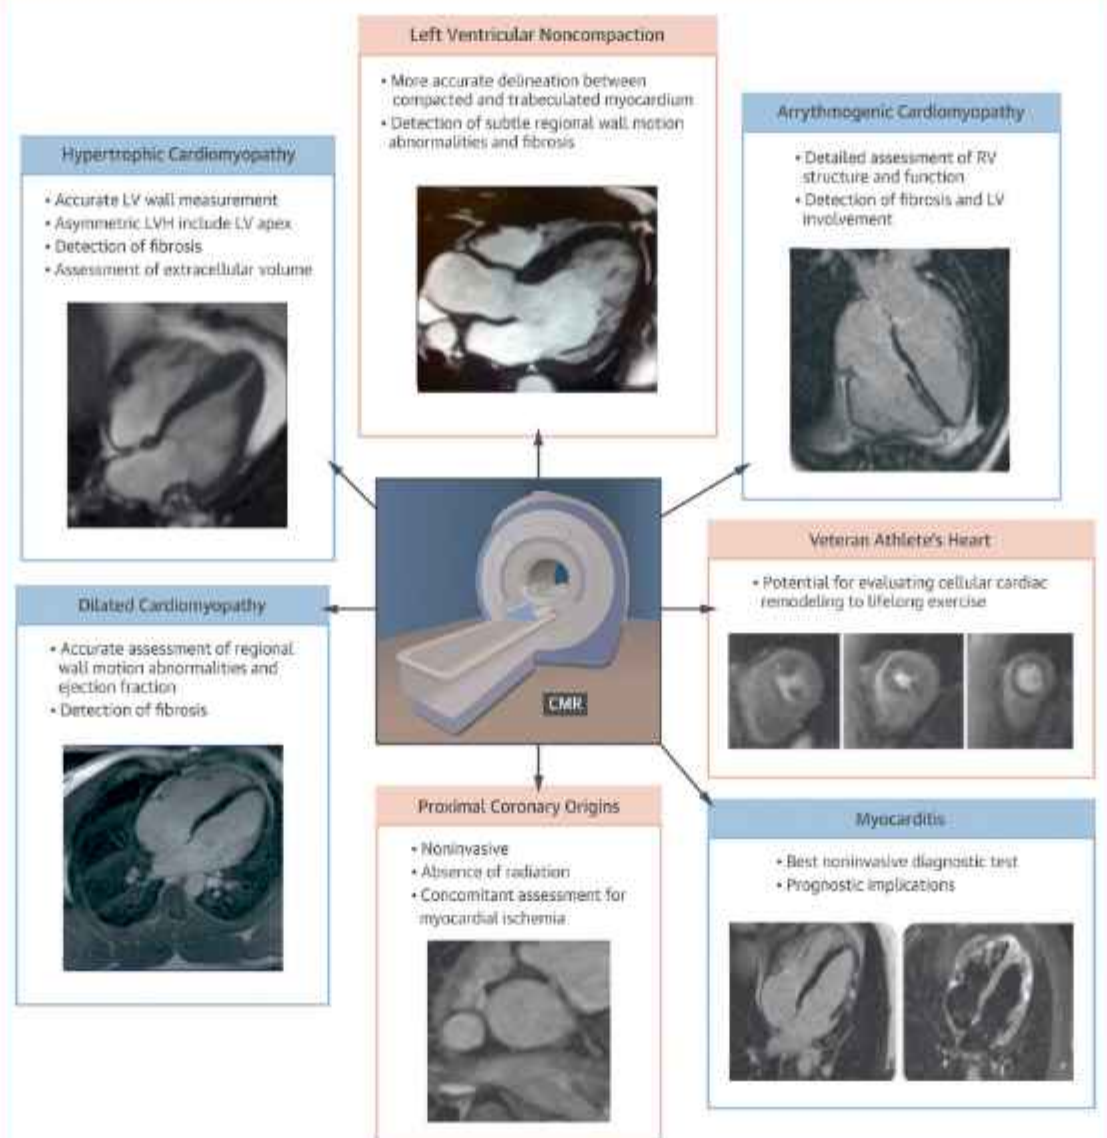 Left Ventricular Noncompaction
• More accurate delineation between
compacted and trabeculated myocardium
• Detection of subtle regional wall motion
abnormalities and fibrosis
Arrythmogenic Cardiomyopathy
• Detailed assessment of RV
structure and function
• Detection of fibrosis and LV
involvement
Hypertrophic Cardiomyopathy
• Accurate LV wall measurement
• Asymmetric LVH include LV apex
• Detection of fibrosis
• Assessment of extracellular volume
Veteran Athlete's Heart
• Potential for evaluating cellular cardiac
remodeling to lifelong exercise
Dilated Cardiomyopathy
• Accurate assessment of regional
wall motion abnormalities and
ejection fraction
• Detection of fibrosis
CMR
Proximal Coronary Origins
• Noninvasive
• Absence of radiation
• Concomitant assessment for
myocardial ischemia
Myocarditis
• Best noninvasive diagnostic test
• Prognostic implications